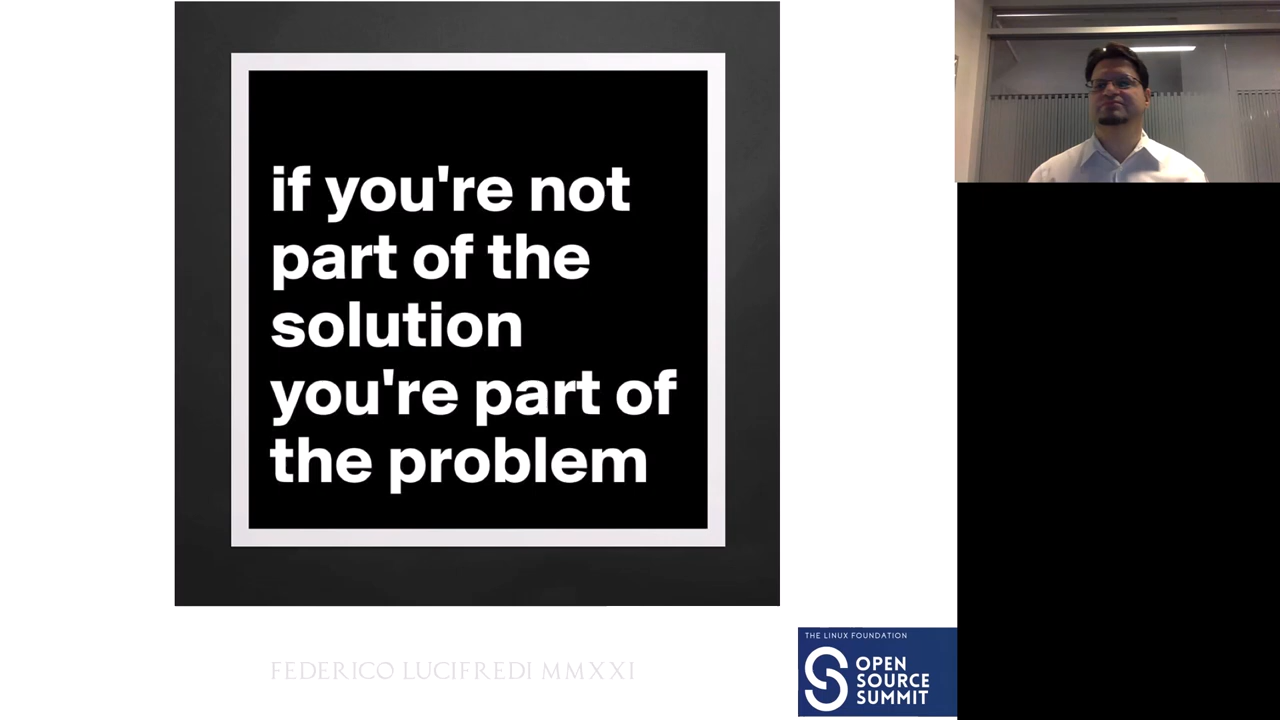 if you're not
part of the
solution
you're part of
the problem
FEDERICO LUCIFREDI MMXXI
THE LINUX FOUNDATION
OPEN
SOURCE
SUMMIT